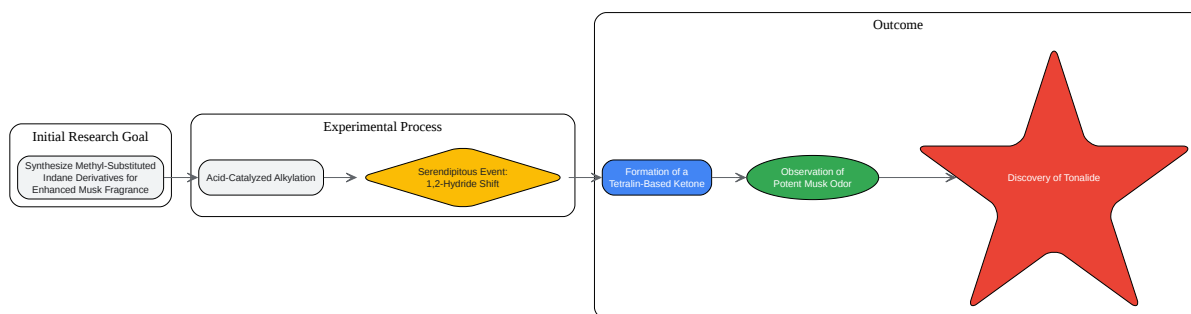 Initial Research Goal
Synthesize Methyl-Substituted
Indane Derivatives for
Enhanced Musk Fragrance
Experimental Process
Acid-Catalyzed Alkylation
Serendipitous Event:
1,2-Hydride Shift
Outcome
Formation of a
Tetralin-Based Ketone
Observation of
Potent Musk Odor
Discovery of Tonalide